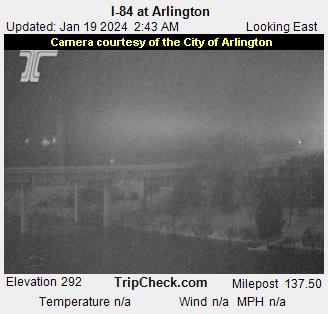 I-84 at Arlington
Updated: Jan 19 2024 2:43 AM Looking East
Camera courtesy of the City of Arlington
Elevation 292 TripCheck.com Milepost 137.50
Temperature n/a Wind n/a MPH n/a